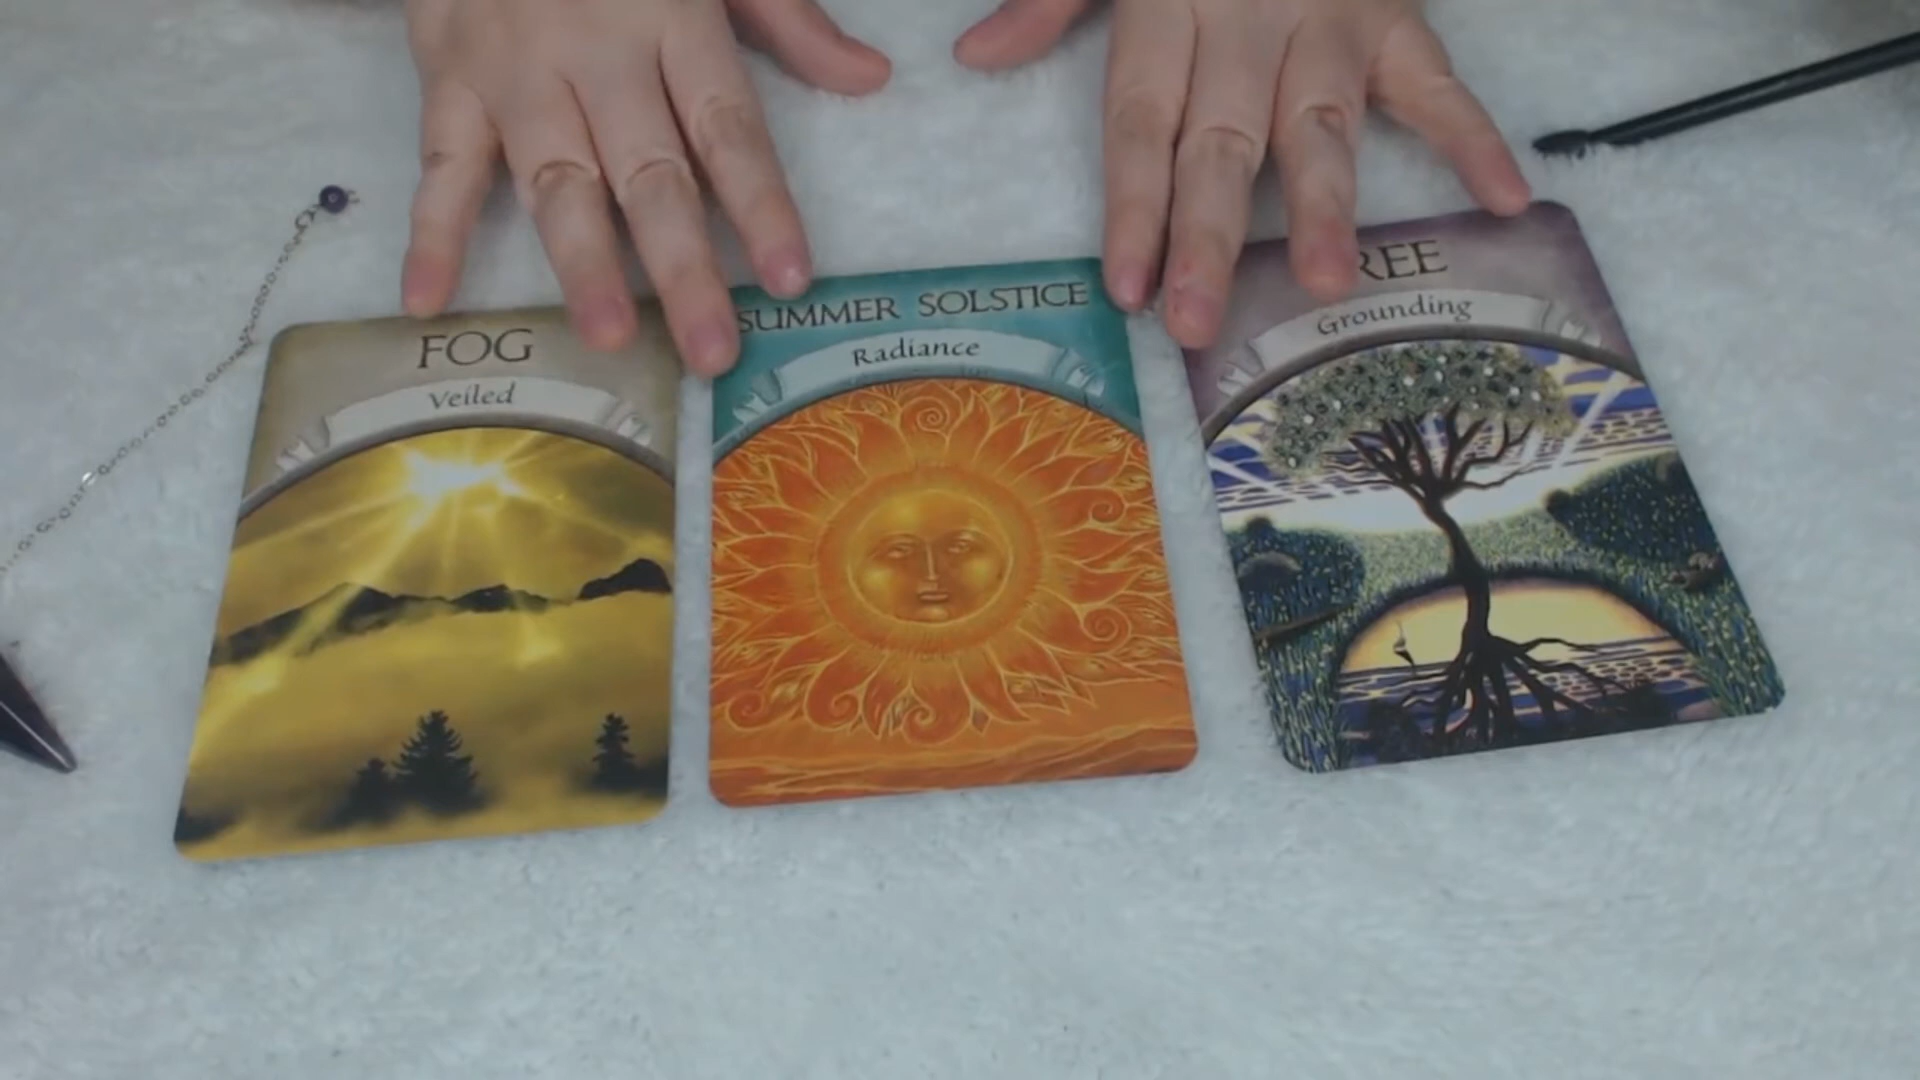 FOG
Veiled
SUMMER SOLSTICE
Radiance
REE
Grounding